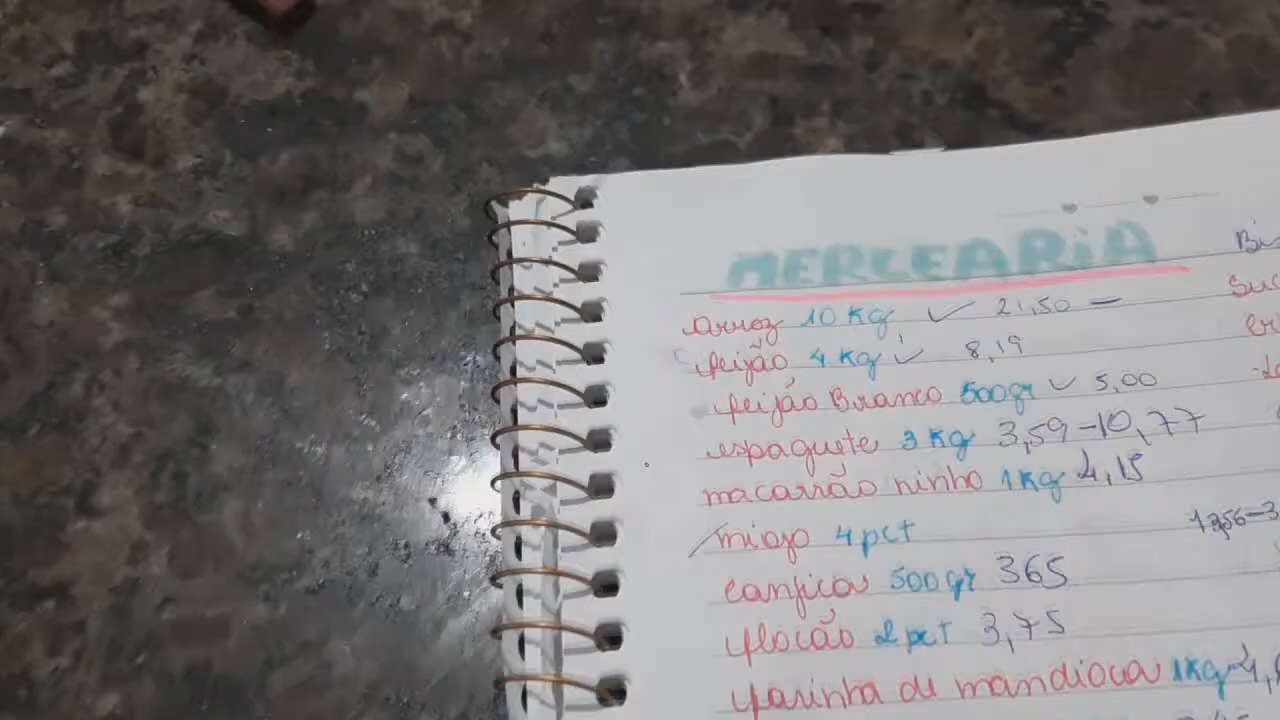 MERCEARIA
arroz 10 Kg ✓ 21,50 -
feijão 4 Kg ✓ 8,19
feijão Branco 500gr ✓ 5,00
espaguete 3 Kg 3,59-10,77
macarrão ninho 1Kg 4,15
miojo 4 pct
canjica 500gr 365
flocão 2 pct 3,75
farinha de mandioca 1Kg